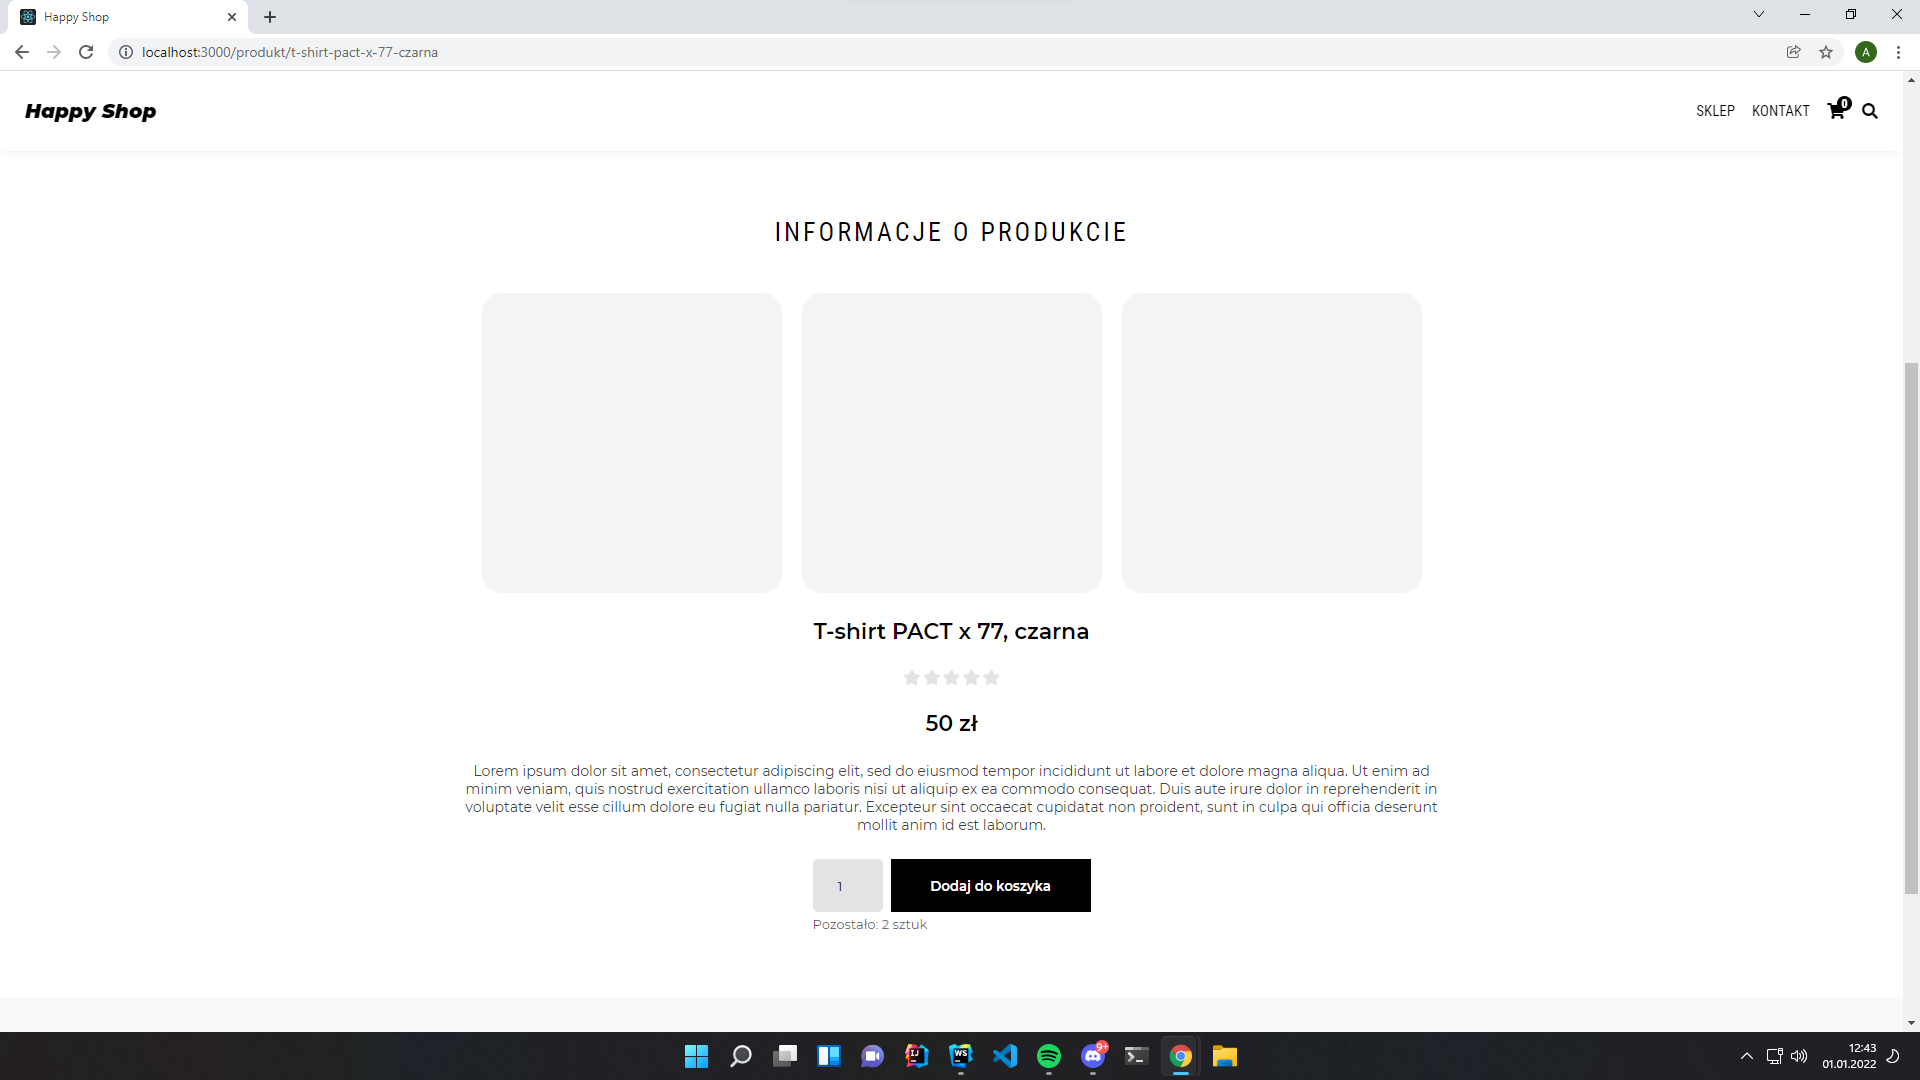 Happy Shop
localhost:3000/produkt/t-shirt-pact-x-77-czarna
A
Happy Shop
SKLEP KONTAKT 0
INFORMACJE O PRODUKCIE
T-shirt PACT x 77, czarna
50 zł
Lorem ipsum dolor sit amet, consectetur adipiscing elit, sed do eiusmod tempor incididunt ut labore et dolore magna aliqua. Ut enim ad
minim veniam, quis nostrud exercitation ullamco laboris nisi ut aliquip ex ea commodo consequat. Duis aute irure dolor in reprehenderit in
voluptate velit esse cillum dolore eu fugiat nulla pariatur. Excepteur sint occaecat cupidatat non proident, sunt in culpa qui officia deserunt
mollit anim id est laborum.
1 Dodaj do koszyka
Pozostało: 2 sztuk
IJ WS 9+
12:43
01.01.2022